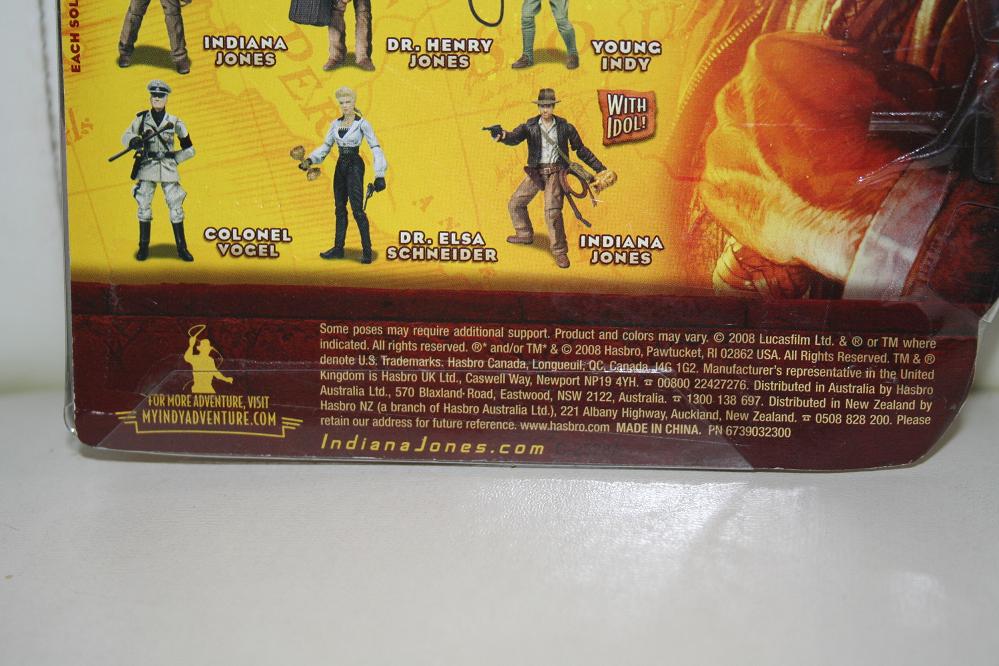 EACH SOL
INDIANA
JONES
DR. HENRY
JONES
YOUNG
INDY
WITH
IDOL!
COLONEL
VOGEL
DR. ELSA
SCHNEIDER
INDIANA
JONES
Some poses may require additional support. Product and colors may vary. © 2008 Lucasfilm Ltd. & ® or TM where
indicated. All rights reserved. ®* and/or TM* & © 2008 Hasbro, Pawtucket, RI 02862 USA. All Rights Reserved. TM & ®
denote U.S. Trademarks. Hasbro Canada, Longueuil, QC, Canada J4G 1G2. Manufacturer's representative in the United
Kingdom is Hasbro UK Ltd., Caswell Way, Newport NP19 4YH. ☎ 00800 22427276. Distributed in Australia by Hasbro
Australia Ltd., 570 Blaxland Road, Eastwood, NSW 2122, Australia. ☎ 1300 138 697. Distributed in New Zealand by
Hasbro NZ (a branch of Hasbro Australia Ltd.), 221 Albany Highway, Auckland, New Zealand. ☎ 0508 828 200. Please
retain our address for future reference. www.hasbro.com MADE IN CHINA. PN 6739032300
FOR MORE ADVENTURE, VISIT
MYINDYADVENTURE.COM
IndianaJones.com